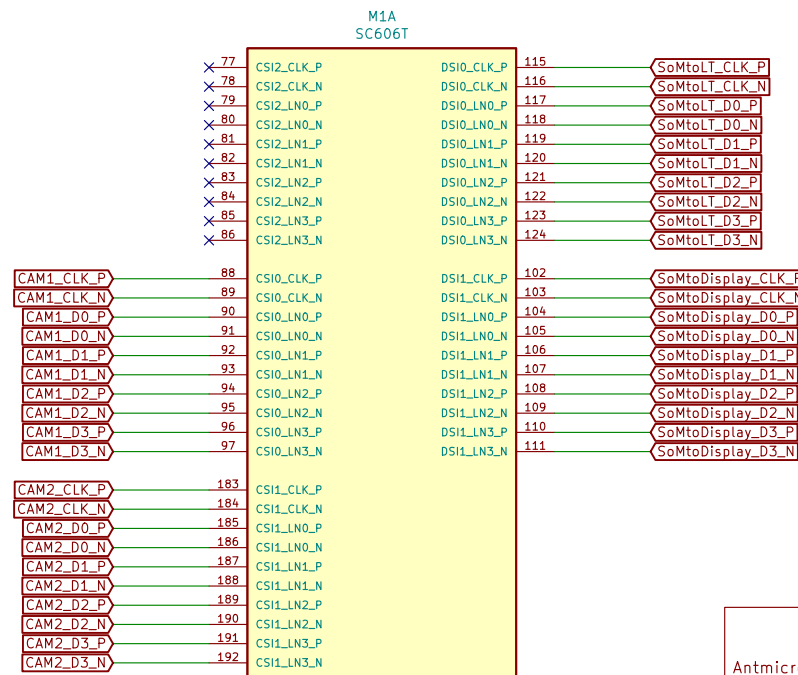 M1A
SC606T
77 CSI2_CLK_P DSI0_CLK_P 115 SoMtoLT_CLK_P
78 CSI2_CLK_N DSI0_CLK_N 116 SoMtoLT_CLK_N
79 CSI2_LN0_P DSI0_LN0_P 117 SoMtoLT_D0_P
80 CSI2_LN0_N DSI0_LN0_N 118 SoMtoLT_D0_N
81 CSI2_LN1_P DSI0_LN1_P 119 SoMtoLT_D1_P
82 CSI2_LN1_N DSI0_LN1_N 120 SoMtoLT_D1_N
83 CSI2_LN2_P DSI0_LN2_P 121 SoMtoLT_D2_P
84 CSI2_LN2_N DSI0_LN2_N 122 SoMtoLT_D2_N
85 CSI2_LN3_P DSI0_LN3_P 123 SoMtoLT_D3_P
86 CSI2_LN3_N DSI0_LN3_N 124 SoMtoLT_D3_N
CAM1_CLK_P 88 CSI0_CLK_P DSI1_CLK_P 102 SoMtoDisplay_CLK_P
CAM1_CLK_N 89 CSI0_CLK_N DSI1_CLK_N 103 SoMtoDisplay_CLK_N
CAM1_D0_P 90 CSI0_LN0_P DSI1_LN0_P 104 SoMtoDisplay_D0_P
CAM1_D0_N 91 CSI0_LN0_N DSI1_LN0_N 105 SoMtoDisplay_D0_N
CAM1_D1_P 92 CSI0_LN1_P DSI1_LN1_P 106 SoMtoDisplay_D1_P
CAM1_D1_N 93 CSI0_LN1_N DSI1_LN1_N 107 SoMtoDisplay_D1_N
CAM1_D2_P 94 CSI0_LN2_P DSI1_LN2_P 108 SoMtoDisplay_D2_P
CAM1_D2_N 95 CSI0_LN2_N DSI1_LN2_N 109 SoMtoDisplay_D2_N
CAM1_D3_P 96 CSI0_LN3_P DSI1_LN3_P 110 SoMtoDisplay_D3_P
CAM1_D3_N 97 CSI0_LN3_N DSI1_LN3_N 111 SoMtoDisplay_D3_N
CAM2_CLK_P 183 CSI1_CLK_P
CAM2_CLK_N 184 CSI1_CLK_N
CAM2_D0_P 185 CSI1_LN0_P
CAM2_D0_N 186 CSI1_LN0_N
CAM2_D1_P 187 CSI1_LN1_P
CAM2_D1_N 188 CSI1_LN1_N
CAM2_D2_P 189 CSI1_LN2_P
CAM2_D2_N 190 CSI1_LN2_N
CAM2_D3_P 191 CSI1_LN3_P
CAM2_D3_N 192 CSI1_LN3_N
Antmicr